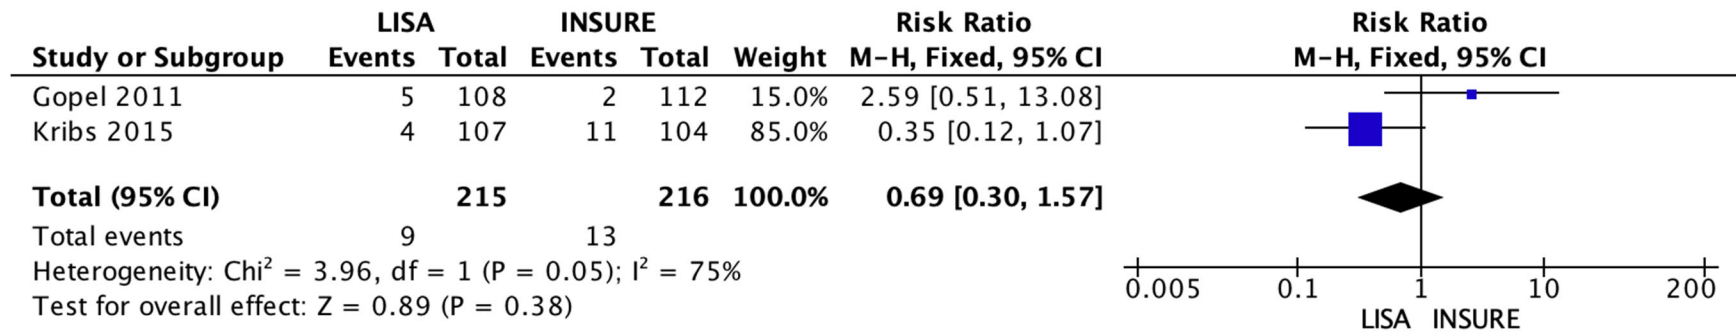 LISA INSURE Risk Ratio Risk Ratio
Study or Subgroup Events Total Events Total Weight M-H, Fixed, 95% CI M-H, Fixed, 95% CI
Gopel 2011 5 108 2 112 15.0% 2.59 [0.51, 13.08]
Kribs 2015 4 107 11 104 85.0% 0.35 [0.12, 1.07]
Total (95% CI) 215 216 100.0% 0.69 [0.30, 1.57]
Total events 9 13
Heterogeneity: Chi² = 3.96, df = 1 (P = 0.05); I² = 75%
Test for overall effect: Z = 0.89 (P = 0.38)
0.005 0.1 1 10 200
LISA INSURE